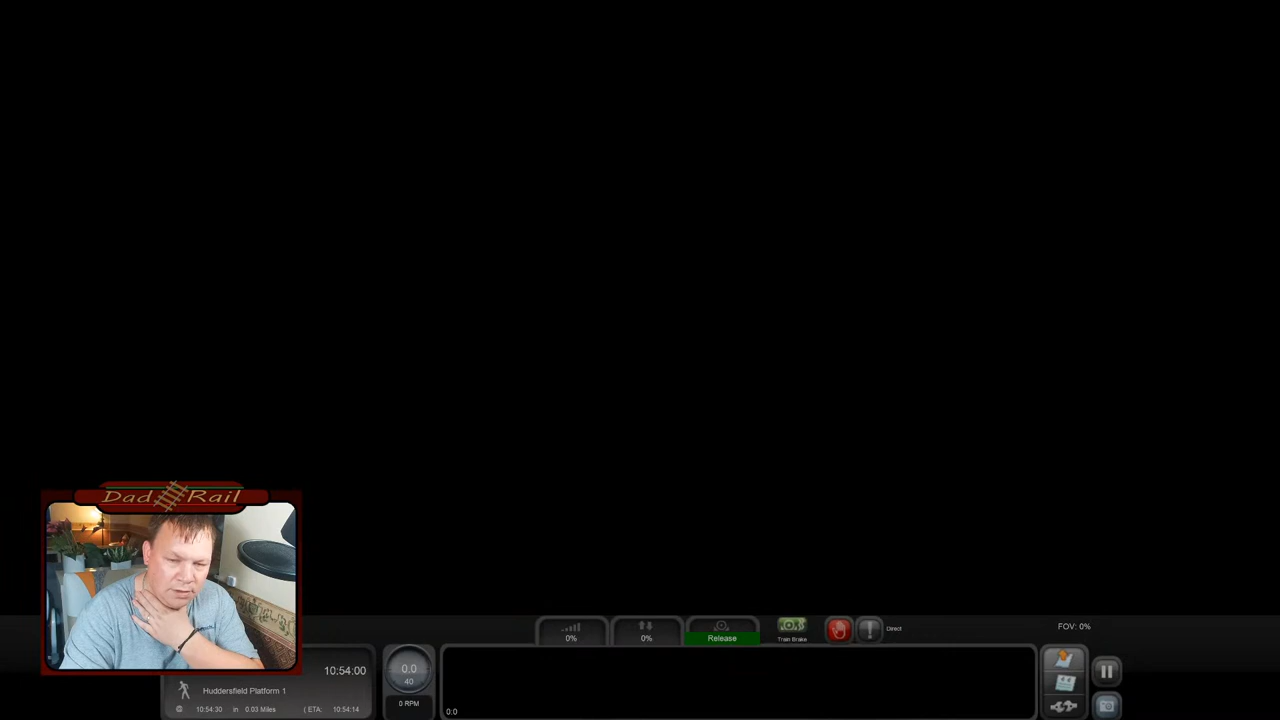 Dad Rail
FOV: 0%
0%
0%
Release
Train Brake
Direct
10:54:00
0.0
40
0 RPM
Huddersfield Platform 1
10:54:30 in 0.03 Miles ( ETA: 10:54:14
0:0